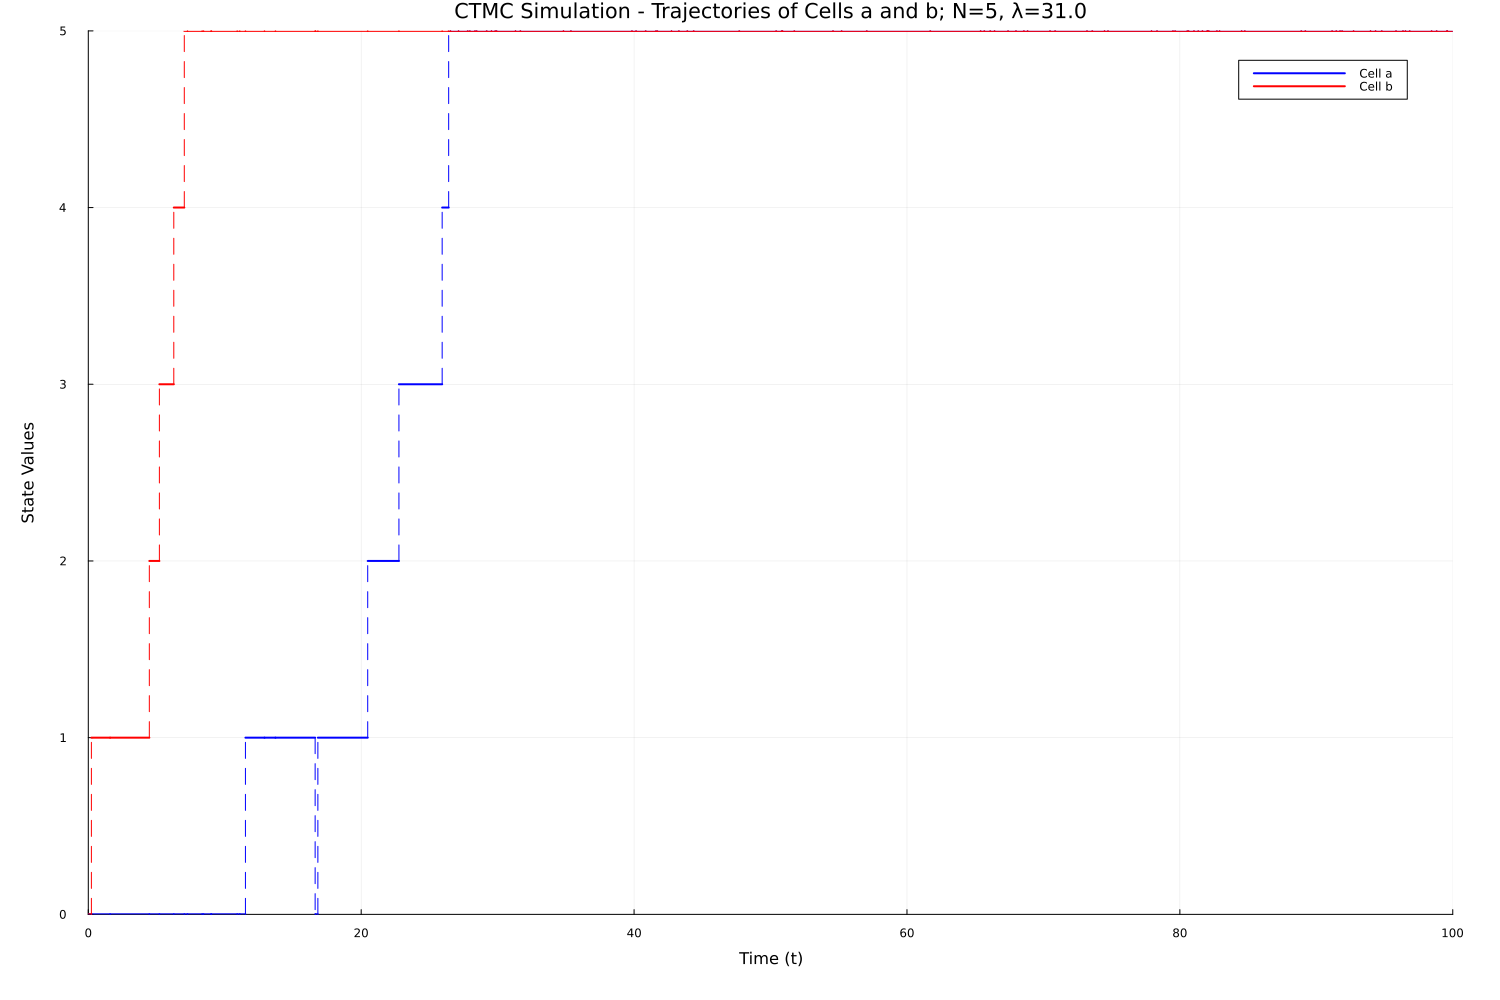 CTMC Simulation - Trajectories of Cells a and b; N=5, λ=31.0
5
Cell a
Cell b
4
3
State Values
2
1
0
0 20 40 60 80 100
Time (t)